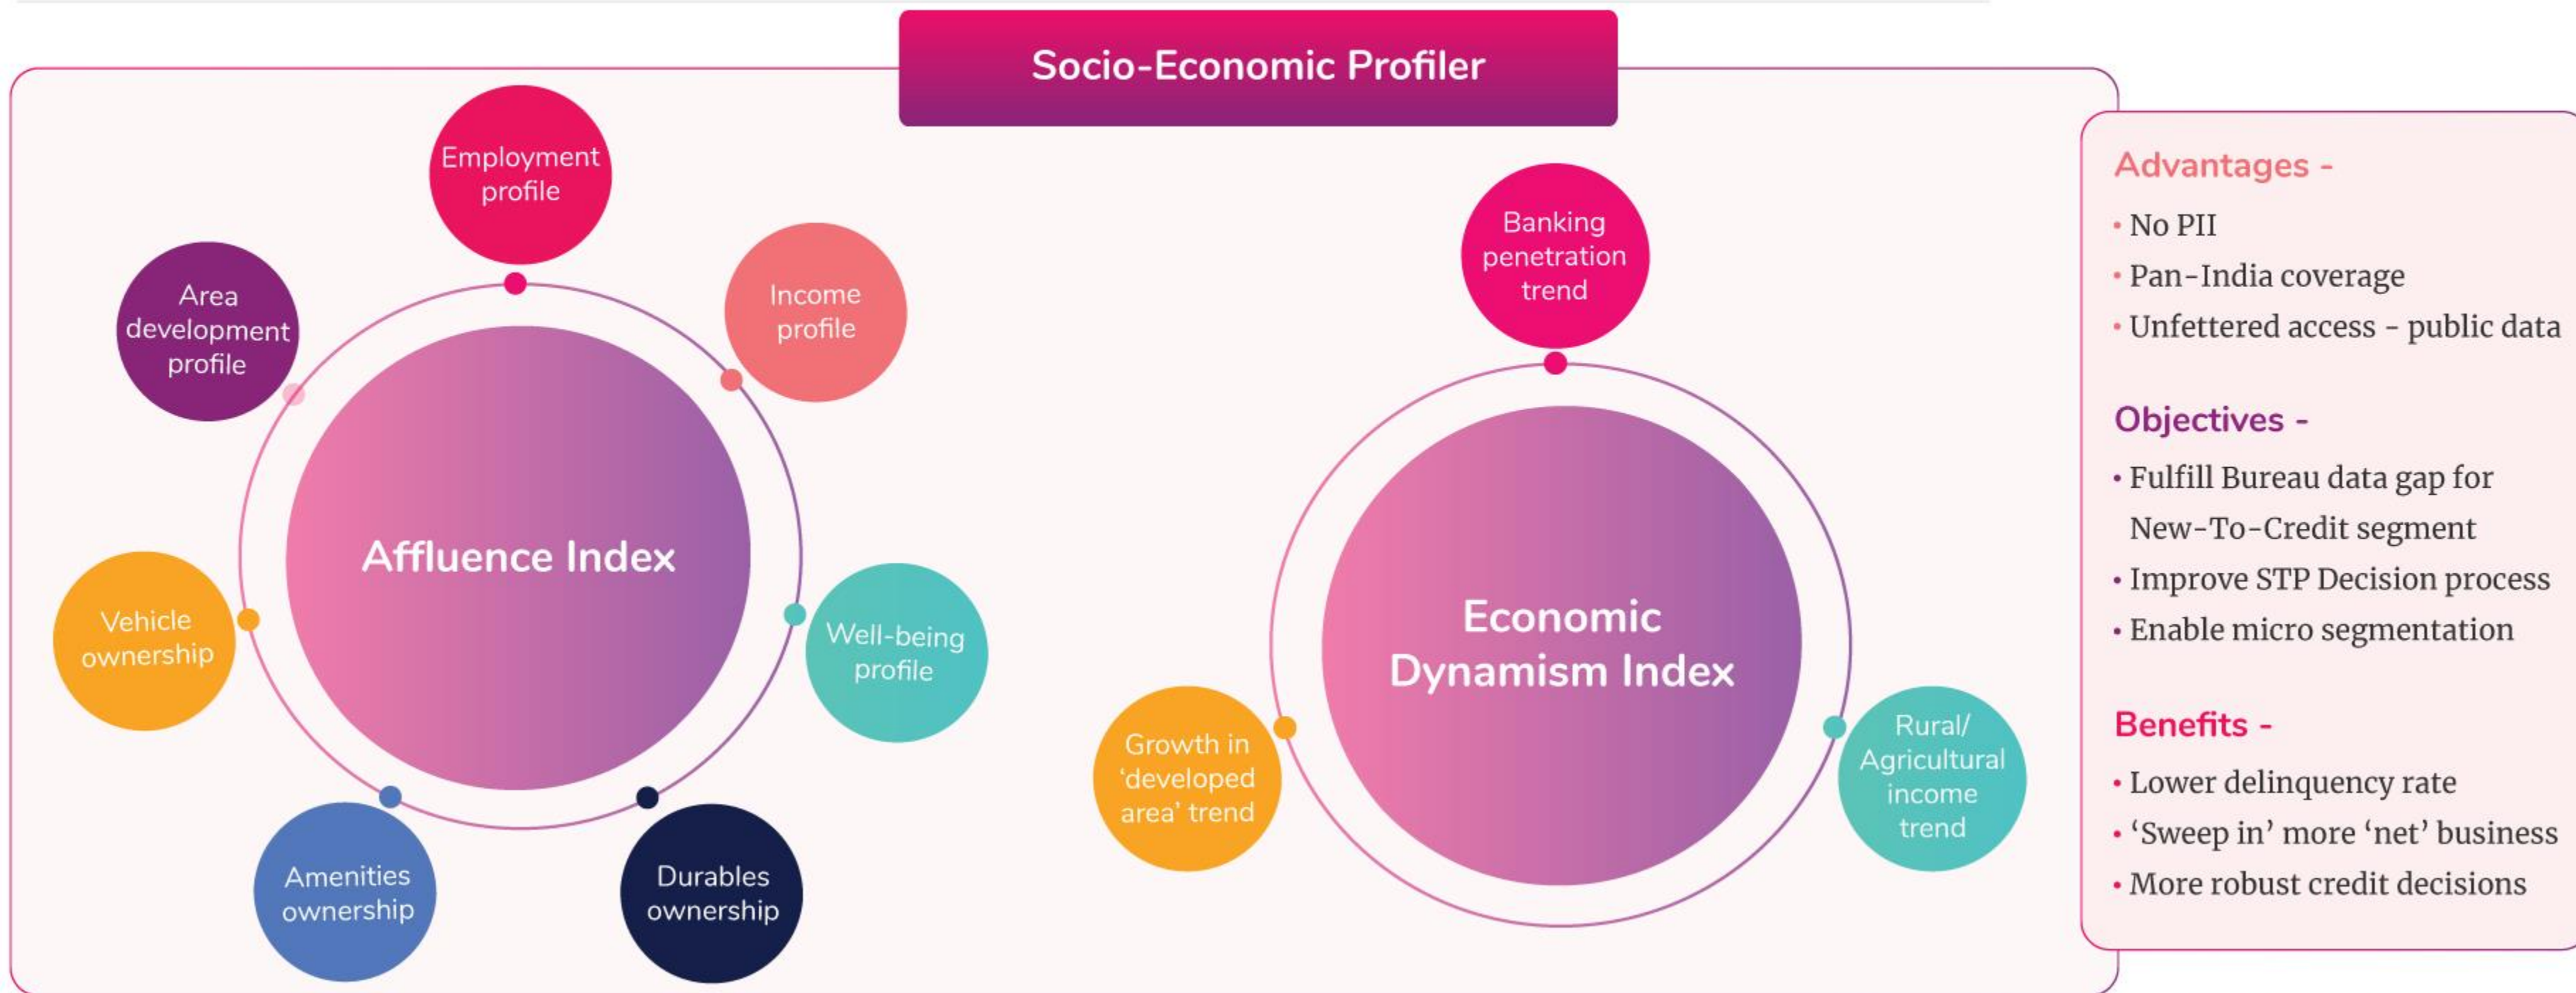 Socio-Economic Profiler
Employment
profile
Income
profile
Well-being
profile
Durables
ownership
Amenities
ownership
Vehicle
ownership
Area
development
profile
Affluence Index
Banking
penetration
trend
Rural/
Agricultural
income
trend
Growth in
‘developed
area’ trend
Economic
Dynamism Index
Advantages -
• No PII
• Pan-India coverage
• Unfettered access - public data
Objectives -
• Fulfill Bureau data gap for
New-To-Credit segment
• Improve STP Decision process
• Enable micro segmentation
Benefits -
• Lower delinquency rate
• ‘Sweep in’ more ‘net’ business
• More robust credit decisions